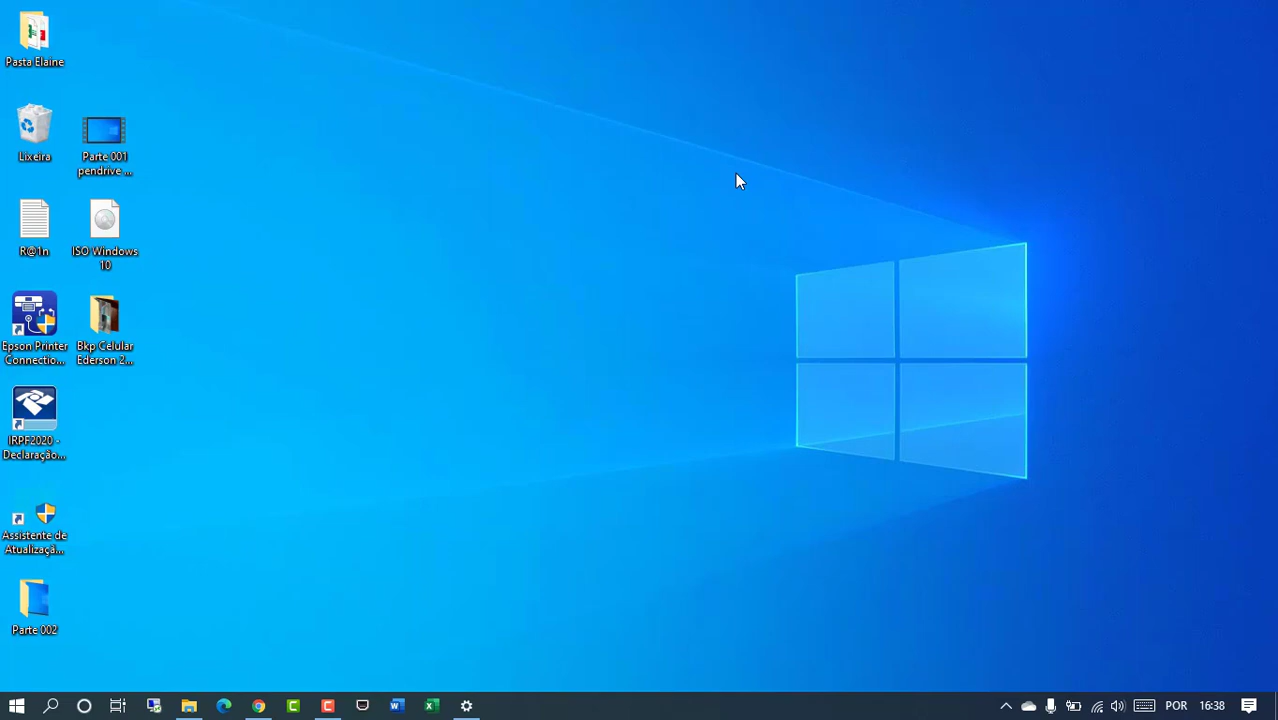 Pasta Elaine
Lixeira
Parte 001
pendrive ...
R@1n
ISO Windows
10
Epson Printer
Connectio...
Bkp Celular
Ederson 2...
IRPF2020 -
Declaração...
Assistente de
Atualizaçã...
Parte 002
POR
16:38